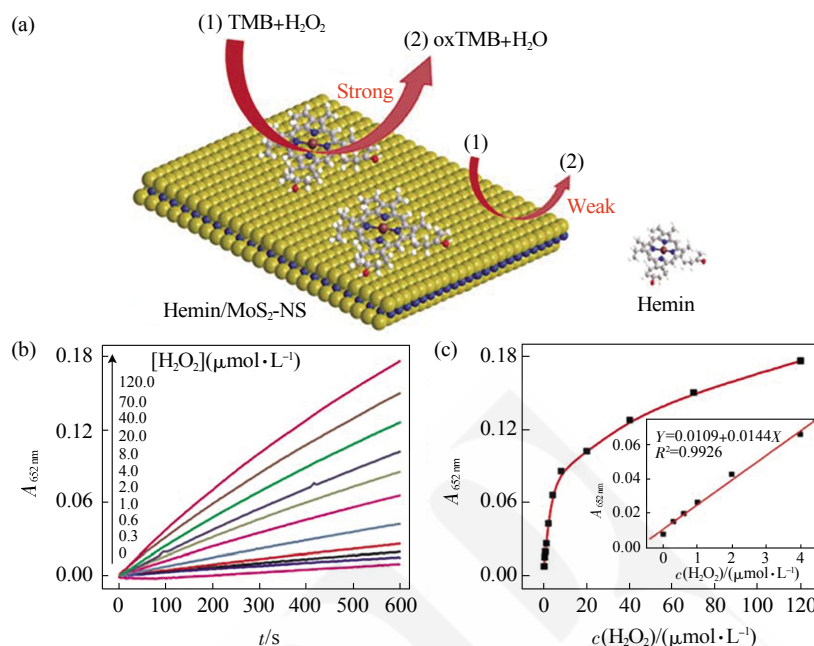 (a)
(1) TMB+H₂O₂
(2) oxTMB+H₂O
Strong
(1)
(2)
Weak
Hemin/MoS₂-NS
Hemin
(b)
[H₂O₂](μmol·L⁻¹)
120.0
70.0
40.0
20.0
8.0
4.0
2.0
1.0
0.6
0.3
0
0.18
0.12
0.06
0.00
A₆₅₂ nm
0 100 200 300 400 500 600
t/s
(c)
0.18
0.12
0.06
0.00
A₆₅₂ nm
0 20 40 60 80 100 120
c(H₂O₂)/(μmol·L⁻¹)
Y=0.0109+0.0144X
R²=0.9926
0.06
0.04
0.02
0.00
A₆₅₂ nm
0 1 2 3 4
c(H₂O₂)/(μmol·L⁻¹)